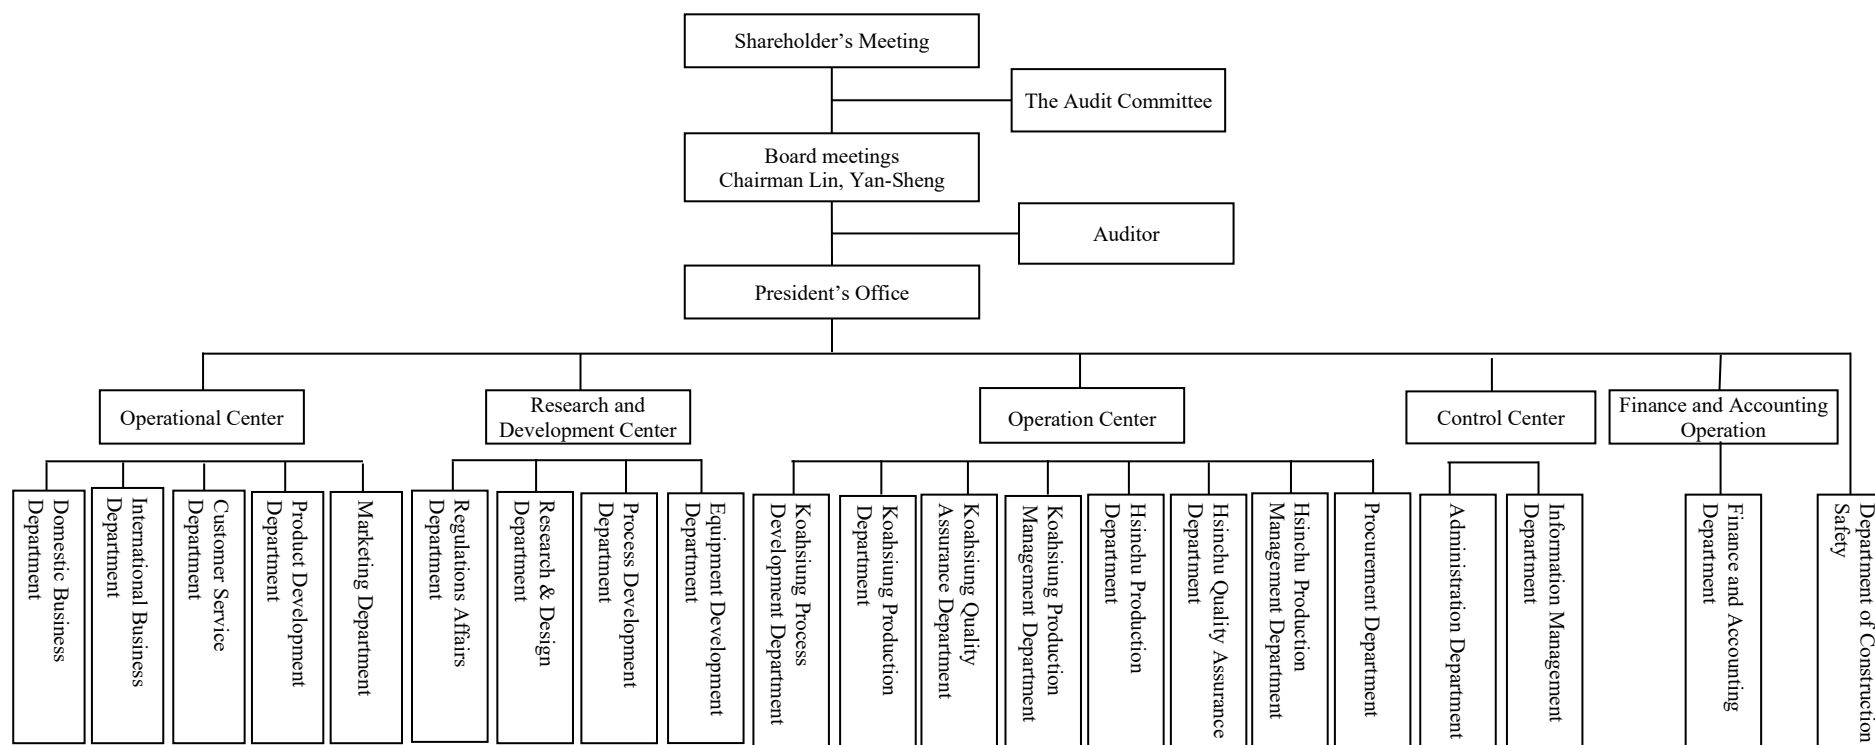 Shareholder’s Meeting
The Audit Committee
Board meetings
Chairman Lin, Yan-Sheng
Auditor
President’s Office
Operational Center
Research and
Development Center
Operation Center
Control Center
Finance and Accounting
Operation
Domestic Business
Department
International Business
Department
Customer Service
Department
Product Development
Department
Marketing Department
Regulations Affairs
Department
Research & Design
Department
Process Development
Department
Equipment Development
Department
Koahsiung Process
Development Department
Koahsiung Production
Department
Koahsiung Quality
Assurance Department
Koahsiung Production
Management Department
Hsinchu Production
Department
Hsinchu Quality Assurance
Department
Hsinchu Production
Management Department
Procurement Department
Administration Department
Information Management
Department
Finance and Accounting
Department
Department of Construction
Safety